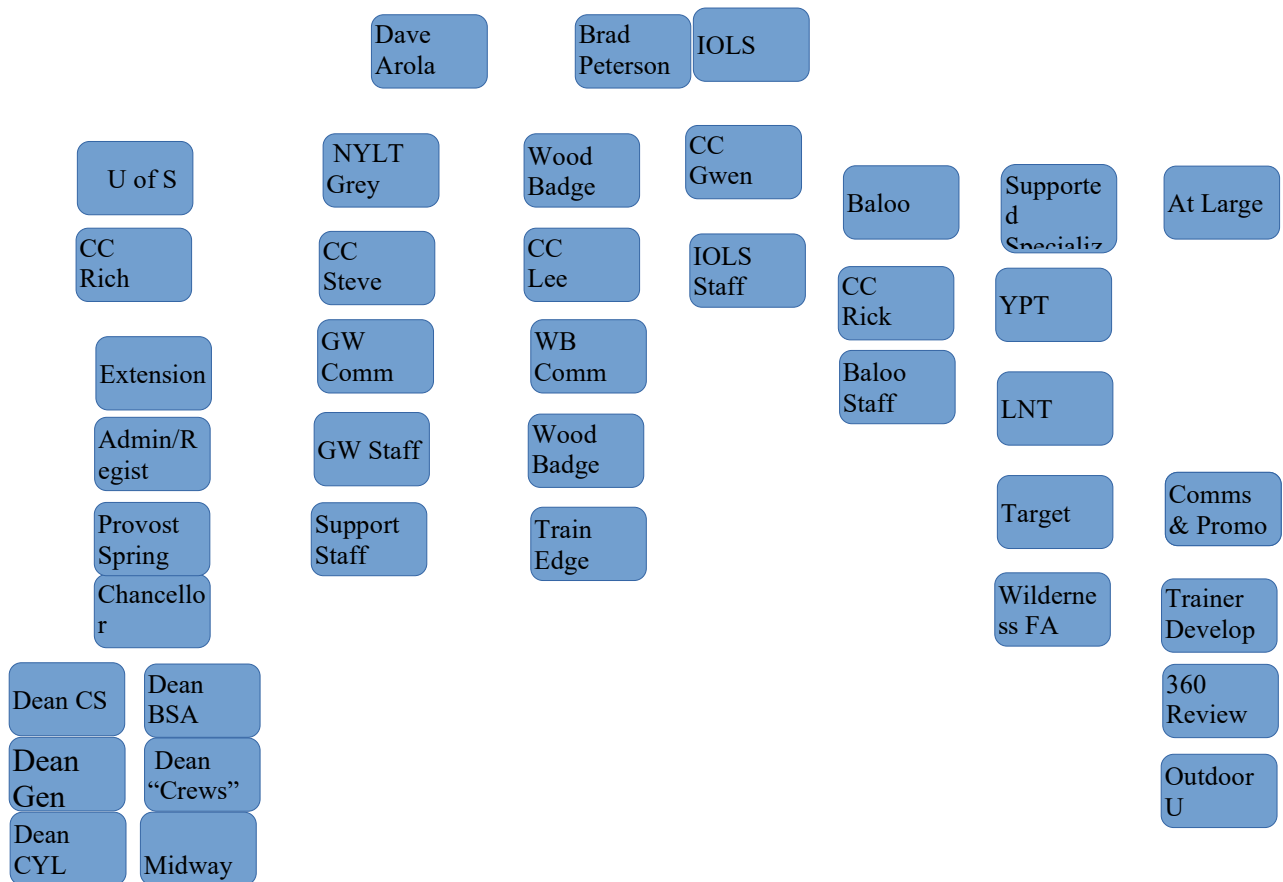 Dave
Arola
Brad
Peterson
IOLS
U of S
CC
Rich
Extension
Admin/R
egist
Provost
Spring
Chancello
r
Dean CS
Dean
BSA
Dean
Gen
Dean
“Crews”
Dean
CYL
Midway
NYLT
Grey
CC
Steve
GW
Comm
GW Staff
Support
Staff
Wood
Badge
CC
Lee
WB
Comm
Wood
Badge
Train
Edge
CC
Gwen
IOLS
Staff
Baloo
CC
Rick
Baloo
Staff
Supporte
d
Specializ
YPT
LNT
Target
Wilderne
ss FA
At Large
Comms
& Promo
Trainer
Develop
360
Review
Outdoor
U